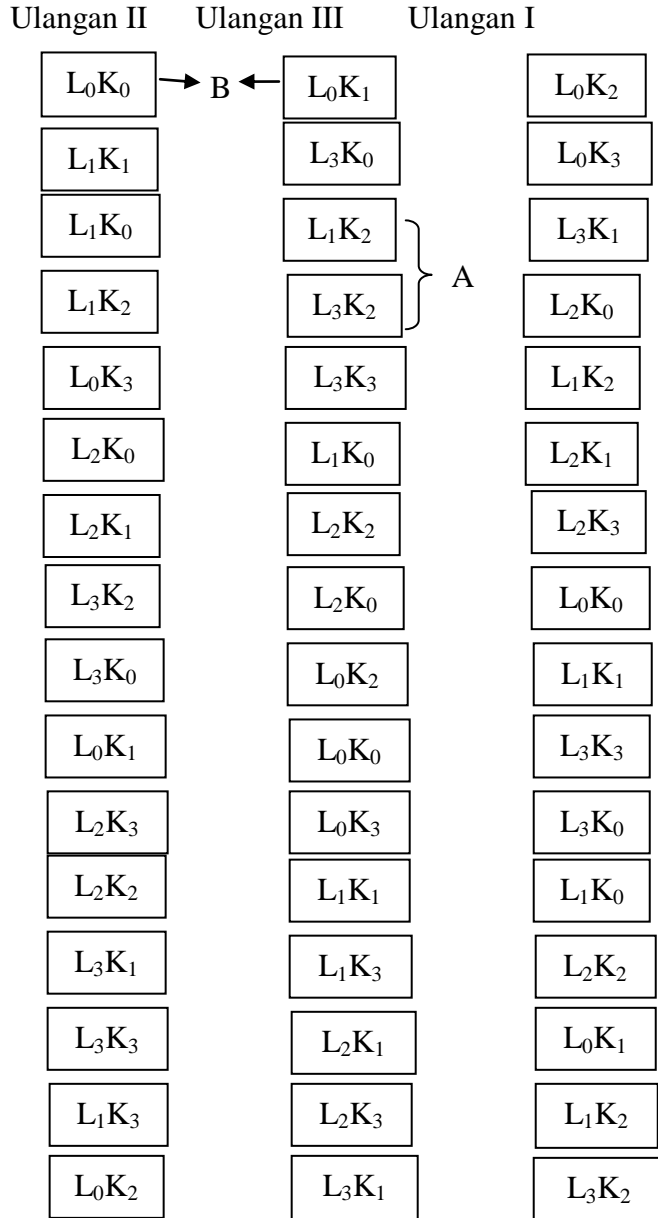 Ulangan II Ulangan III Ulangan I
L₀K₀ B L₀K₁ L₀K₂
L₁K₁ L₃K₀ L₀K₃
L₁K₀ L₁K₂ L₃K₁
A
L₁K₂ L₃K₂ L₂K₀
L₀K₃ L₃K₃ L₁K₂
L₂K₀ L₁K₀ L₂K₁
L₂K₁ L₂K₂ L₂K₃
L₃K₂ L₂K₀ L₀K₀
L₃K₀ L₀K₂ L₁K₁
L₀K₁ L₀K₀ L₃K₃
L₂K₃ L₀K₃ L₃K₀
L₂K₂ L₁K₁ L₁K₀
L₃K₁ L₁K₃ L₂K₂
L₃K₃ L₂K₁ L₀K₁
L₁K₃ L₂K₃ L₁K₂
L₀K₂ L₃K₁ L₃K₂